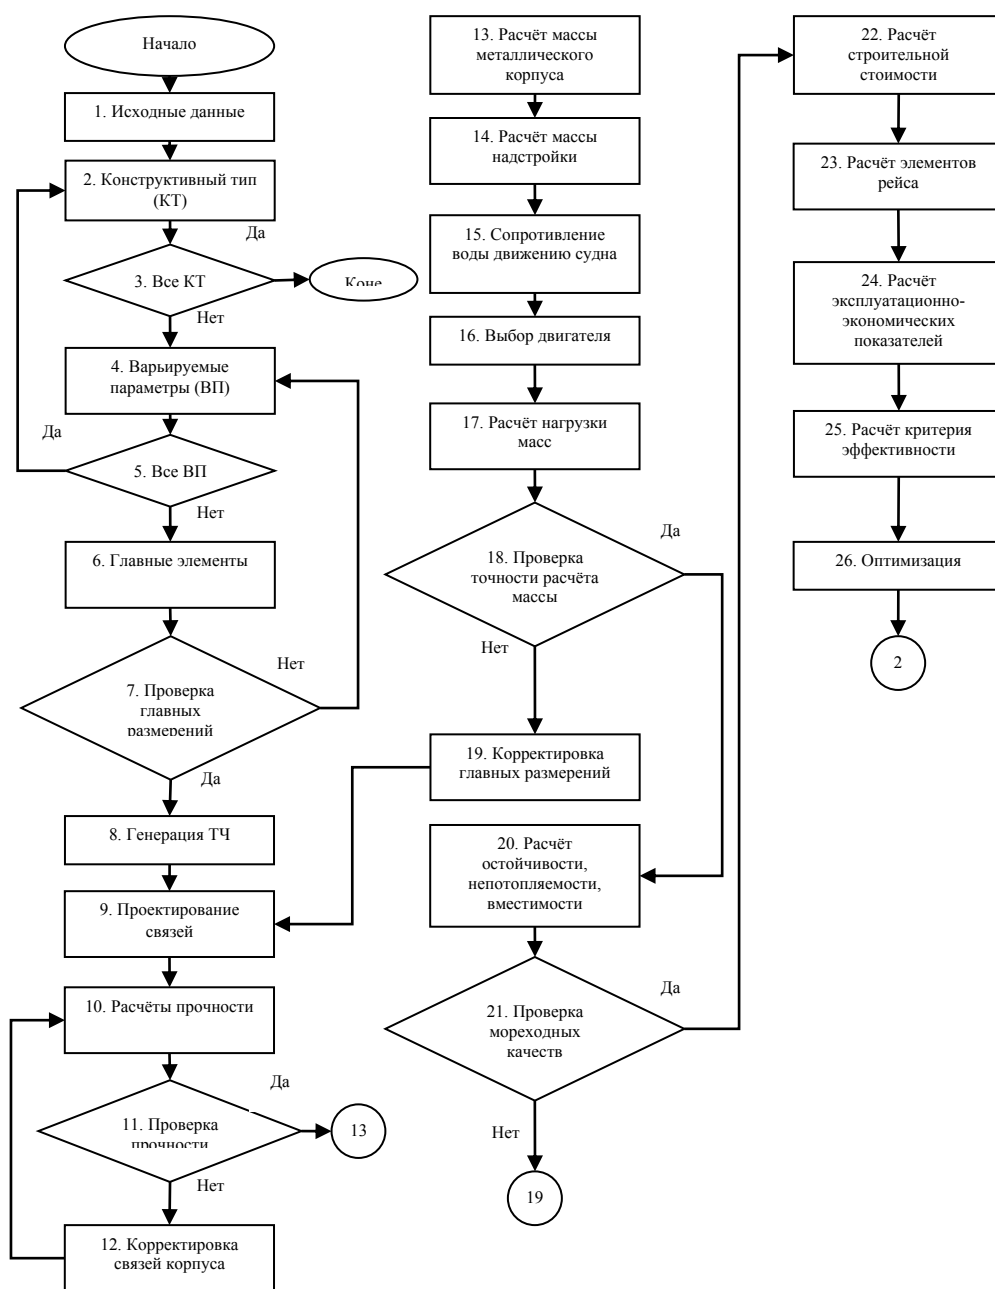 Начало
1. Исходные данные
2. Конструктивный тип
(КТ)
Да
3. Все КТ
Коне
Нет
4. Варьируемые
параметры (ВП)
Да
5. Все ВП
Нет
6. Главные элементы
Нет
7. Проверка
главных
размерений
Да
8. Генерация ТЧ
9. Проектирование
связей
10. Расчёты прочности
Да
11. Проверка
прочности
13
Нет
12. Корректировка
связей корпуса
13. Расчёт массы
металлического
корпуса
14. Расчёт массы
надстройки
15. Сопротивление
воды движению судна
16. Выбор двигателя
17. Расчёт нагрузки
масс
Да
18. Проверка
точности расчёта
массы
Нет
19. Корректировка
главных размерений
20. Расчёт
остойчивости,
непотопляемости,
вместимости
Да
21. Проверка
мореходных
качеств
Нет
19
22. Расчёт
строительной
стоимости
23. Расчёт элементов
рейса
24. Расчёт
эксплуатационно-
экономических
показателей
25. Расчёт критерия
эффективности
26. Оптимизация
2